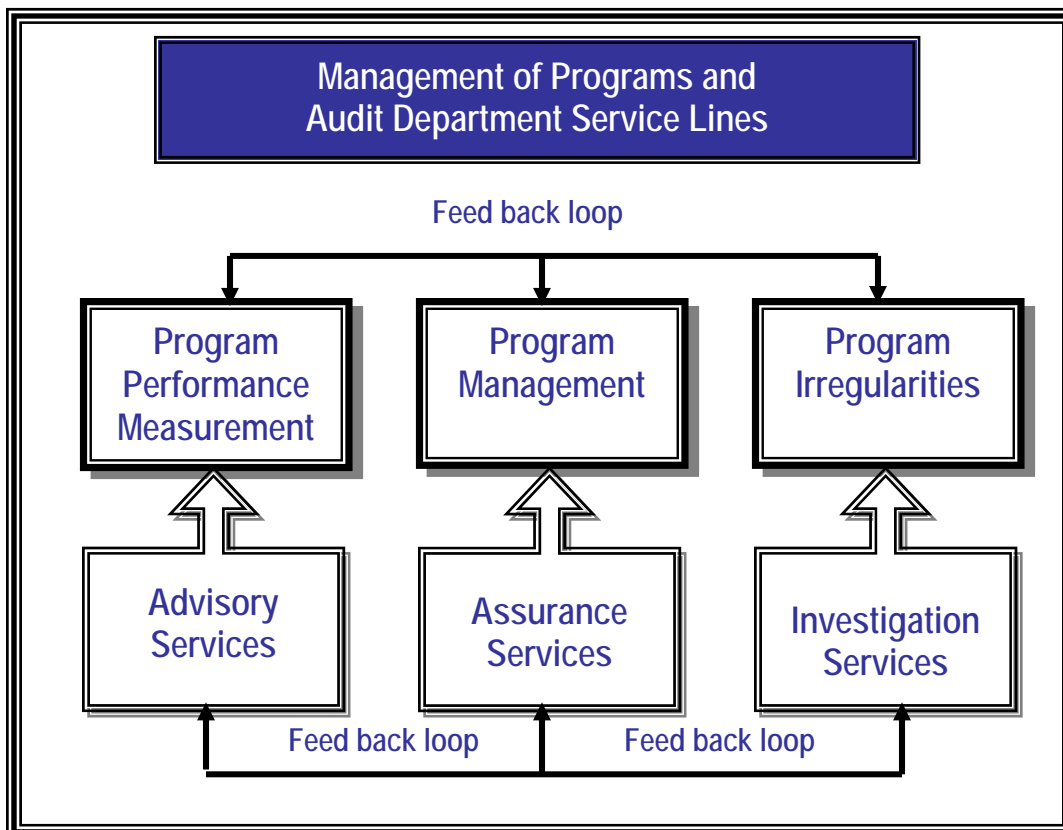 Management of Programs and
Audit Department Service Lines
Feed back loop
Program
Performance
Measurement
Program
Management
Program
Irregularities
Advisory
Services
Assurance
Services
Investigation
Services
Feed back loop
Feed back loop